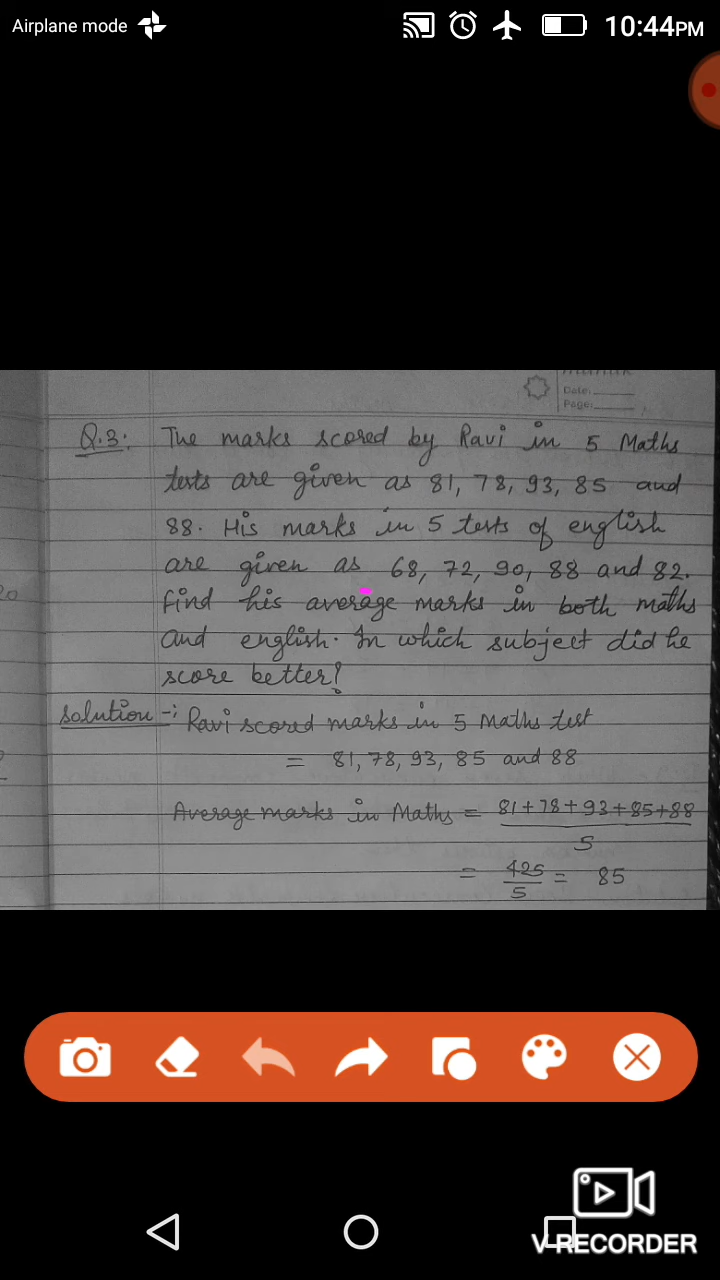 Airplane mode
10:44PM
Date.
Page:
Q.3: The marks scored by Ravi in 5 Maths
tests are given as 81, 78, 93, 85 and
88. His marks in 5 tests of english
are given as 68, 72, 90, 88 and 82.
find his average marks in both maths
and english. In which subject did he
score better?
Solution -: Ravi scored marks in 5 Maths test
= 81, 78, 93, 85 and 88
Average marks in Maths = 81+78+93+85+88
5
= 425 = 85
5
V RECORDER